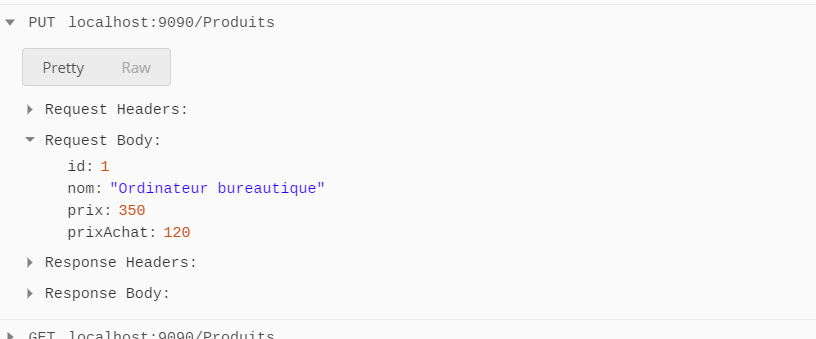 PUT localhost:9090/Produits
Pretty Raw
Request Headers:
Request Body:
id: 1
nom: "Ordinateur bureautique"
prix: 350
prixAchat: 120
Response Headers:
Response Body:
GET localhost:9090/Produits